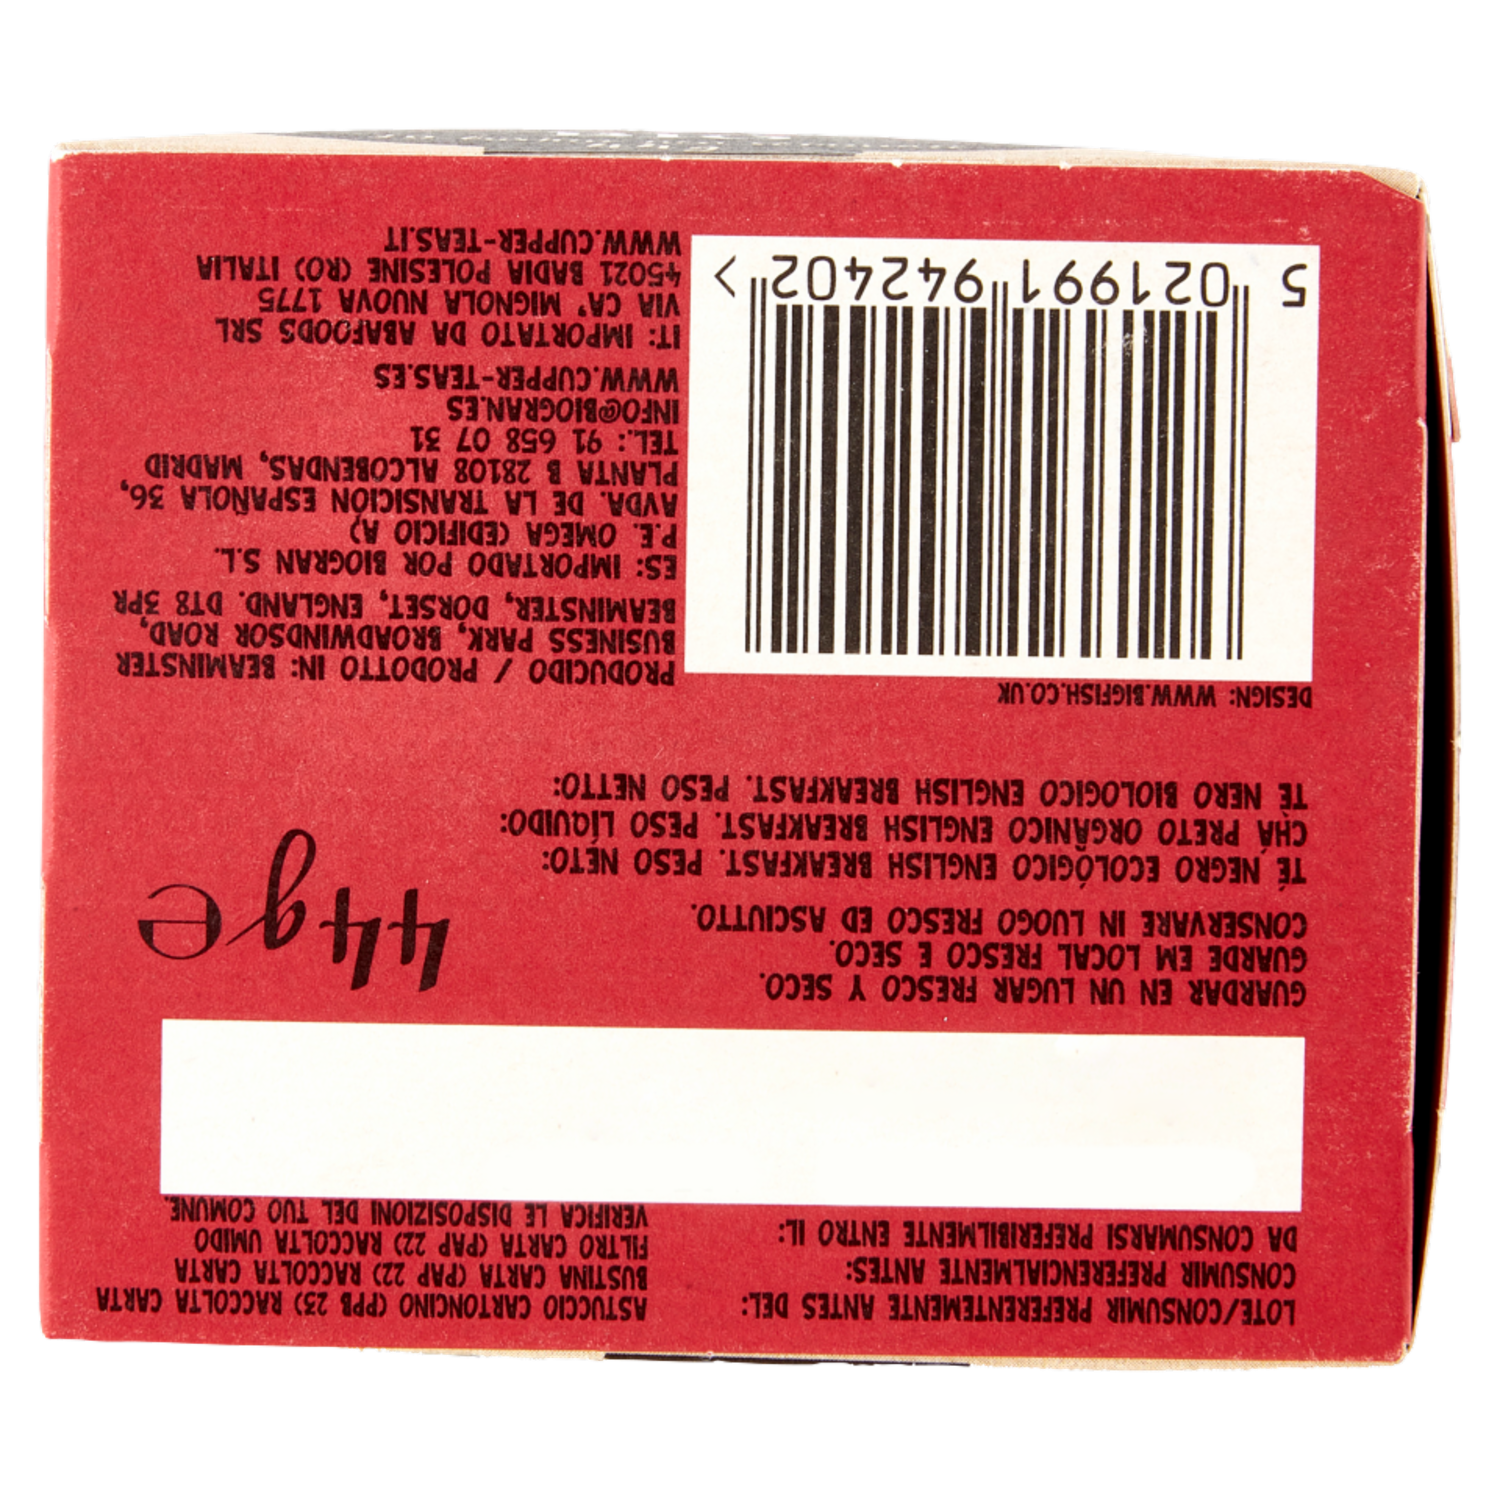 LOTE/CONSUMIR PREFERENTEMENTE ANTES DEL:
CONSUMIR PREFERENCIALMENTE ANTES:
DA CONSUMARSI PREFERIBILMENTE ENTRO IL:
ASTUCCIO CARTONCINO (PPB 23) RACCOLTA CARTA
BUSTINA CARTA (PAP 22) RACCOLTA CARTA
FILTRO CARTA (PAP 22) RACCOLTA UMIDO
VERIFICA LE DISPOSIZIONI DEL TUO COMUNE.
GUARDAR EN UN LUGAR FRESCO Y SECO.
GUARDE EM LOCAL FRESCO E SECO.
CONSERVARE IN LUOGO FRESCO ED ASCIUTTO.
TÉ NEGRO ECOLÓGICO ENGLISH BREAKFAST. PESO NETO:
CHÁ PRETO ORGÂNICO ENGLISH BREAKFAST. PESO LÍQUIDO:
TÈ NERO BIOLOGICO ENGLISH BREAKFAST. PESO NETTO:
44g e
DESIGN: WWW.BIGFISH.CO.UK
5 021991 942402 >
PRODUCIDO / PRODOTTO IN: BEAMINSTER
BUSINESS PARK, BROADWINDSOR ROAD,
BEAMINSTER, DORSET, ENGLAND. DT8 3PR
ES: IMPORTADO POR BIOGRAN S.L.
P.E. OMEGA (EDIFICIO A)
AVDA. DE LA TRANSICIÓN ESPAÑOLA 36,
PLANTA B 28108 ALCOBENDAS, MADRID
TEL.: 91 658 07 31
INFO@BIOGRAN.ES
WWW.CUPPER-TEAS.ES
IT: IMPORTATO DA ABAFOODS SRL
VIA CA' MIGNOLA NUOVA 1775
45021 BADIA POLESINE (RO) ITALIA
WWW.CUPPER-TEAS.IT